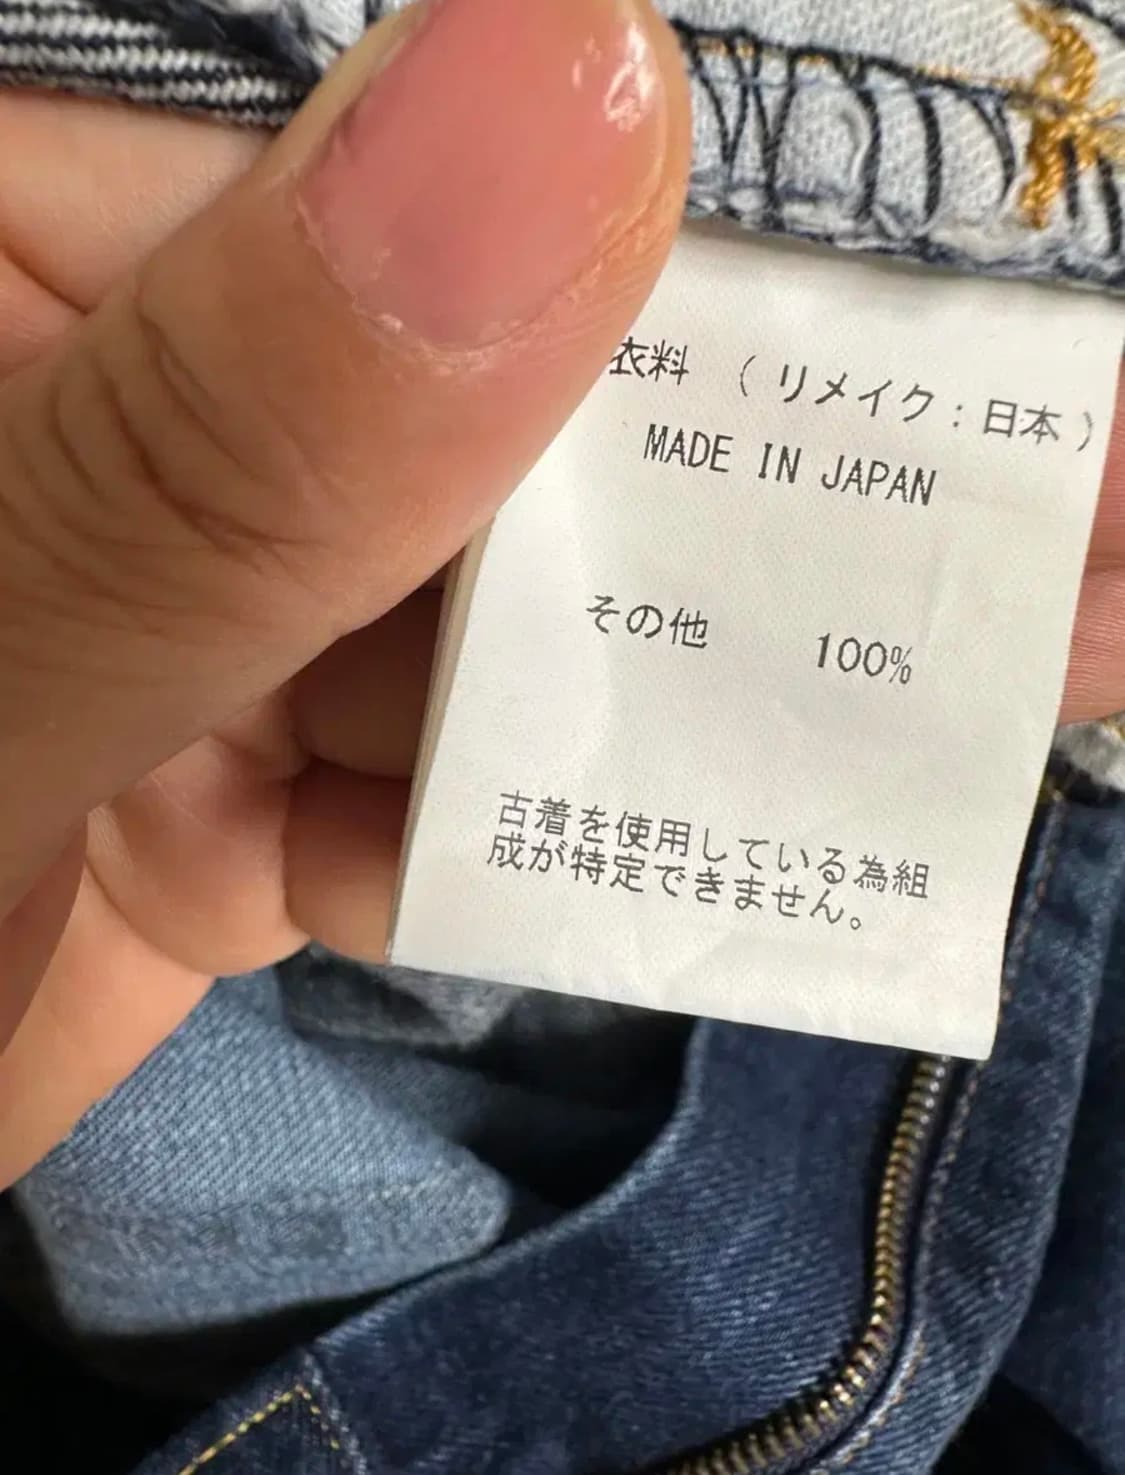 衣料 （リメイク：日本）
MADE IN JAPAN
その他 100%
古着を使用している為組
成が特定できません。